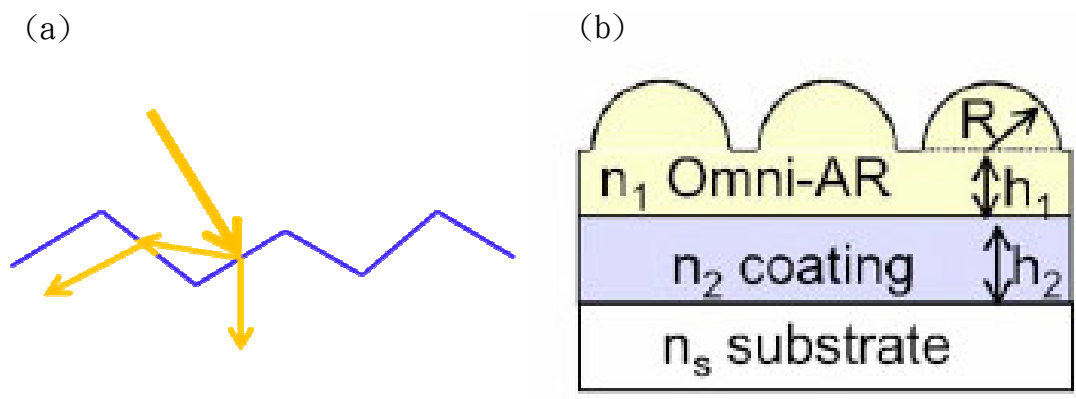 (a)
(b)
R
n₁ Omni-AR
h₁
n₂ coating
h₂
nₛ substrate